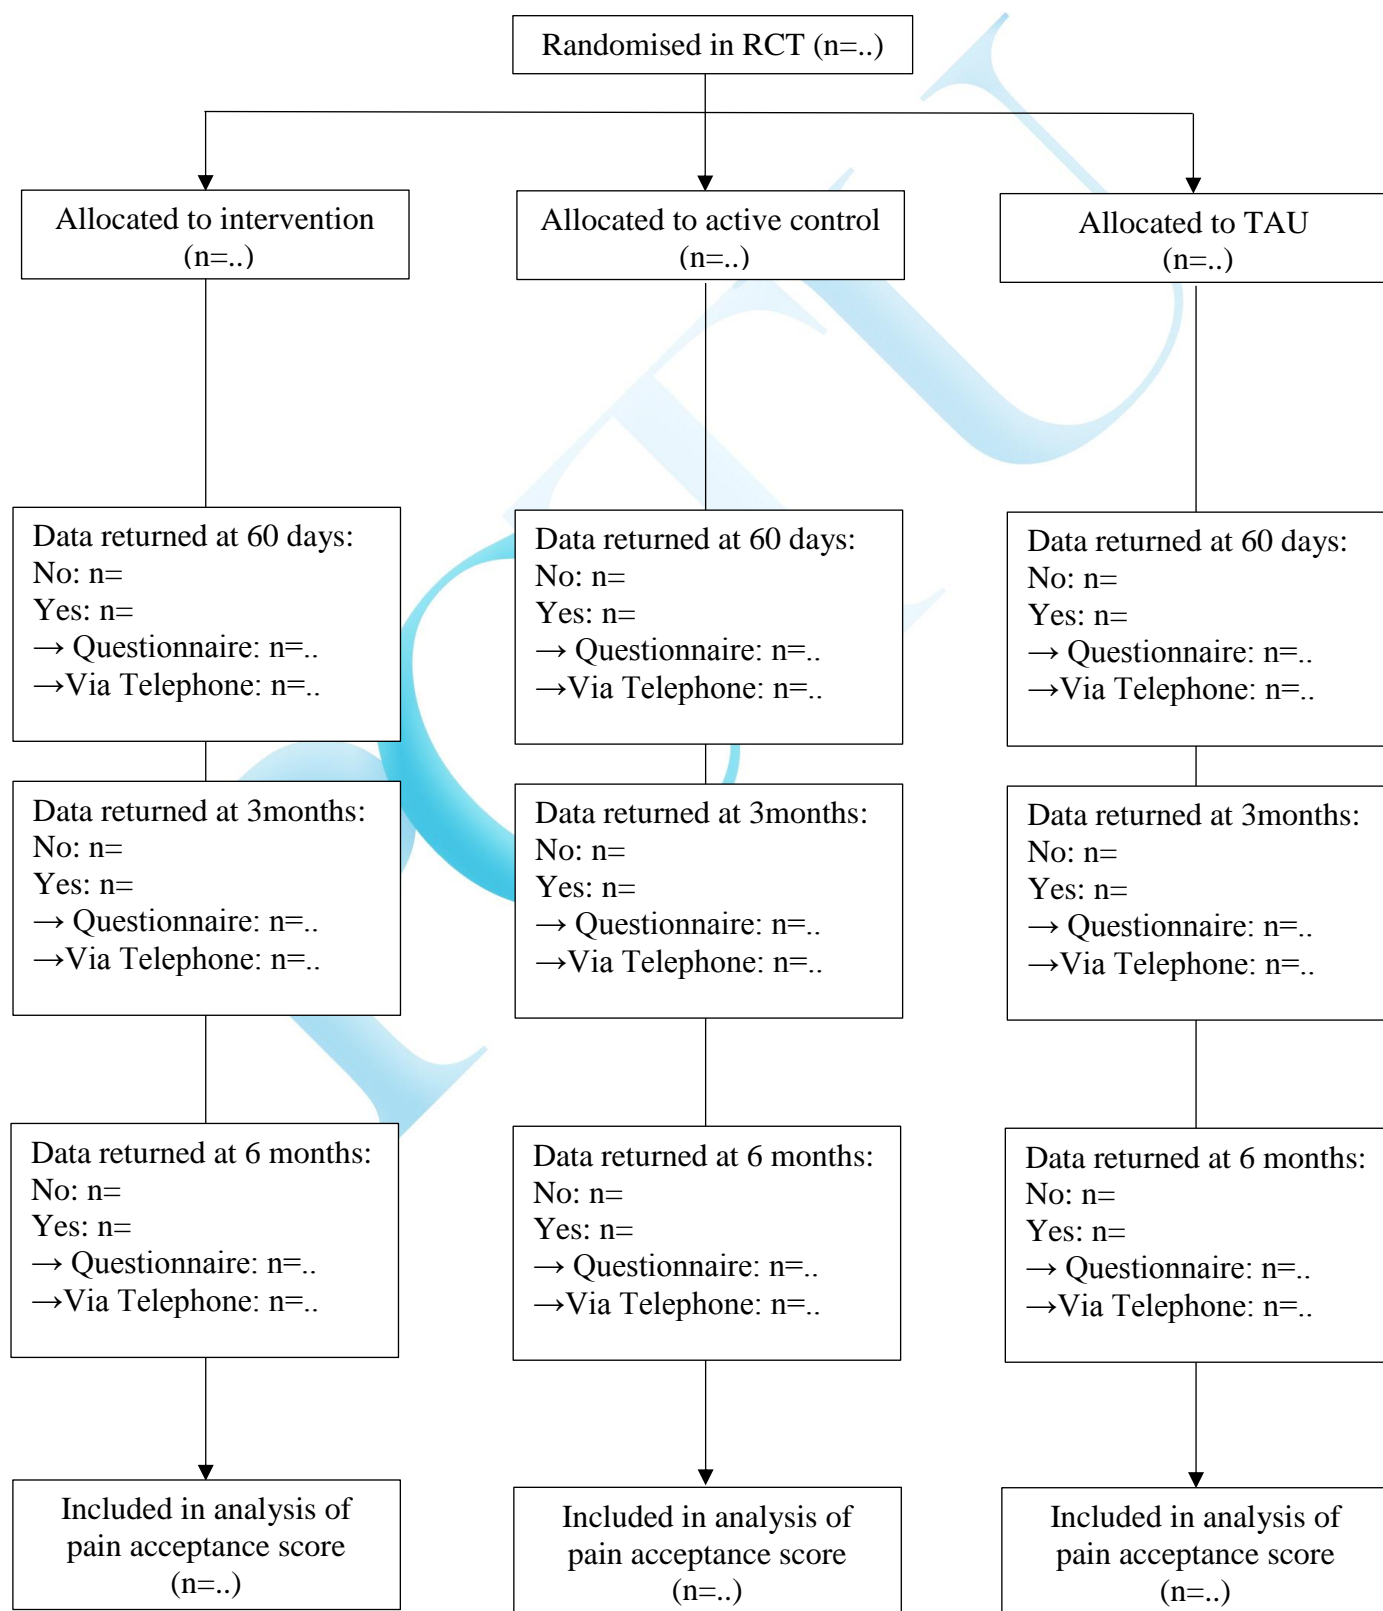 Randomised in RCT (n=..)
Allocated to intervention
(n=..)
Allocated to active control
(n=..)
Allocated to TAU
(n=..)
Data returned at 60 days:
No: n=
Yes: n=
→ Questionnaire: n=..
→Via Telephone: n=..
Data returned at 60 days:
No: n=
Yes: n=
→ Questionnaire: n=..
→Via Telephone: n=..
Data returned at 60 days:
No: n=
Yes: n=
→ Questionnaire: n=..
→Via Telephone: n=..
Data returned at 3months:
No: n=
Yes: n=
→ Questionnaire: n=..
→Via Telephone: n=..
Data returned at 3months:
No: n=
Yes: n=
→ Questionnaire: n=..
→Via Telephone: n=..
Data returned at 3months:
No: n=
Yes: n=
→ Questionnaire: n=..
→Via Telephone: n=..
Data returned at 6 months:
No: n=
Yes: n=
→ Questionnaire: n=..
→Via Telephone: n=..
Data returned at 6 months:
No: n=
Yes: n=
→ Questionnaire: n=..
→Via Telephone: n=..
Data returned at 6 months:
No: n=
Yes: n=
→ Questionnaire: n=..
→Via Telephone: n=..
Included in analysis of
pain acceptance score
(n=..)
Included in analysis of
pain acceptance score
(n=..)
Included in analysis of
pain acceptance score
(n=..)